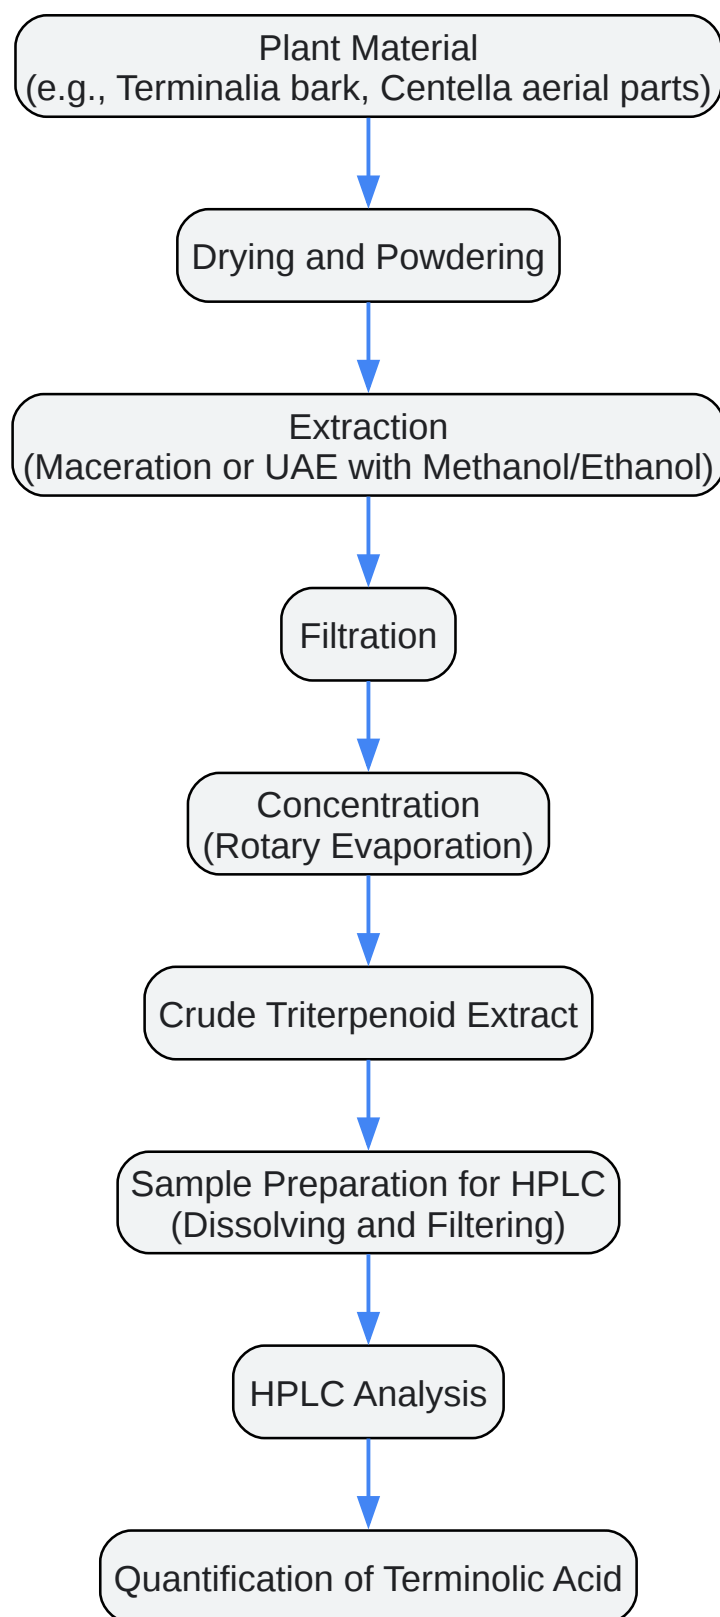 Plant Material
(e.g., Terminalia bark, Centella aerial parts)
Drying and Powdering
Extraction
(Maceration or UAE with Methanol/Ethanol)
Filtration
Concentration
(Rotary Evaporation)
Crude Triterpenoid Extract
Sample Preparation for HPLC
(Dissolving and Filtering)
HPLC Analysis
Quantification of Terminolic Acid